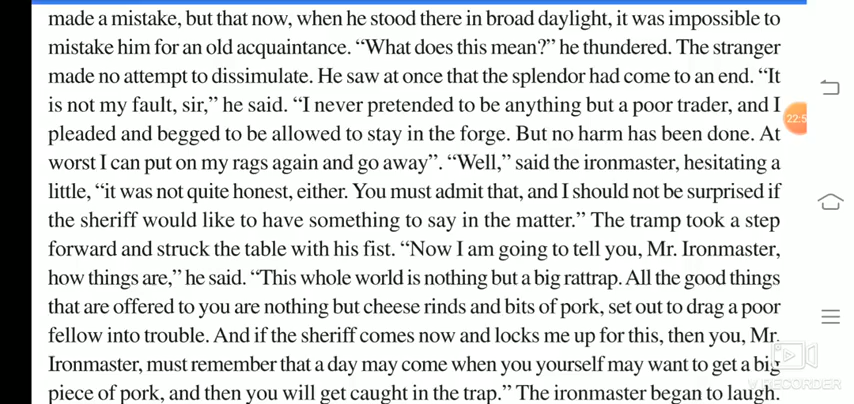 made a mistake, but that now, when he stood there in broad daylight, it was impossible to
mistake him for an old acquaintance. “What does this mean?” he thundered. The stranger
made no attempt to dissimulate. He saw at once that the splendor had come to an end. “It
is not my fault, sir,” he said. “I never pretended to be anything but a poor trader, and I
pleaded and begged to be allowed to stay in the forge. But no harm has been done. At
22:5
worst I can put on my rags again and go away”. “Well,” said the ironmaster, hesitating a
little, “it was not quite honest, either. You must admit that, and I should not be surprised if
the sheriff would like to have something to say in the matter.” The tramp took a step
forward and struck the table with his fist. “Now I am going to tell you, Mr. Ironmaster,
how things are,” he said. “This whole world is nothing but a big rattrap. All the good things
that are offered to you are nothing but cheese rinds and bits of pork, set out to drag a poor
fellow into trouble. And if the sheriff comes now and locks me up for this, then you, Mr.
Ironmaster, must remember that a day may come when you yourself may want to get a big
piece of pork, and then you will get caught in the trap.” The ironmaster began to laugh.
V RECORDER